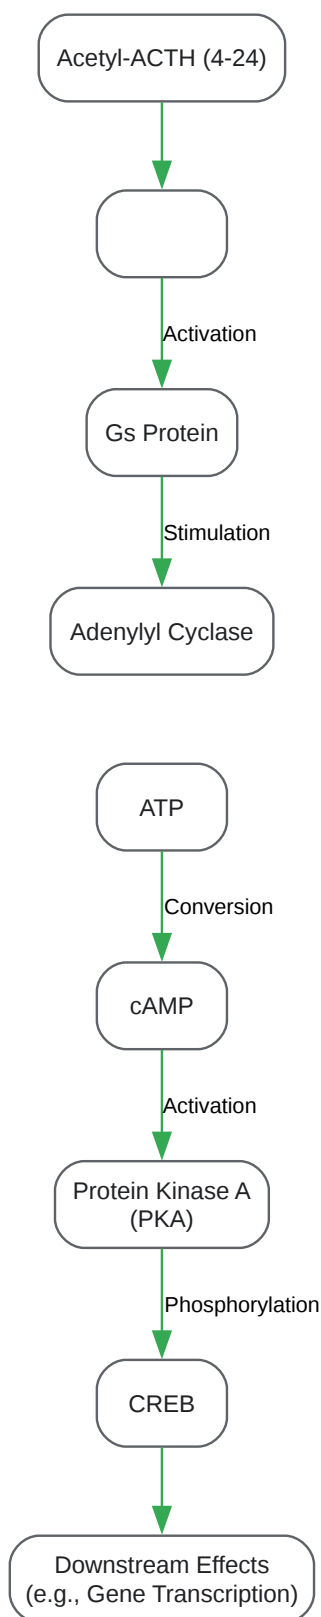 Acetyl-ACTH (4-24)
Activation
Gs Protein
Stimulation
Adenylyl Cyclase
ATP
Conversion
cAMP
Activation
Protein Kinase A
(PKA)
Phosphorylation
CREB
Downstream Effects
(e.g., Gene Transcription)